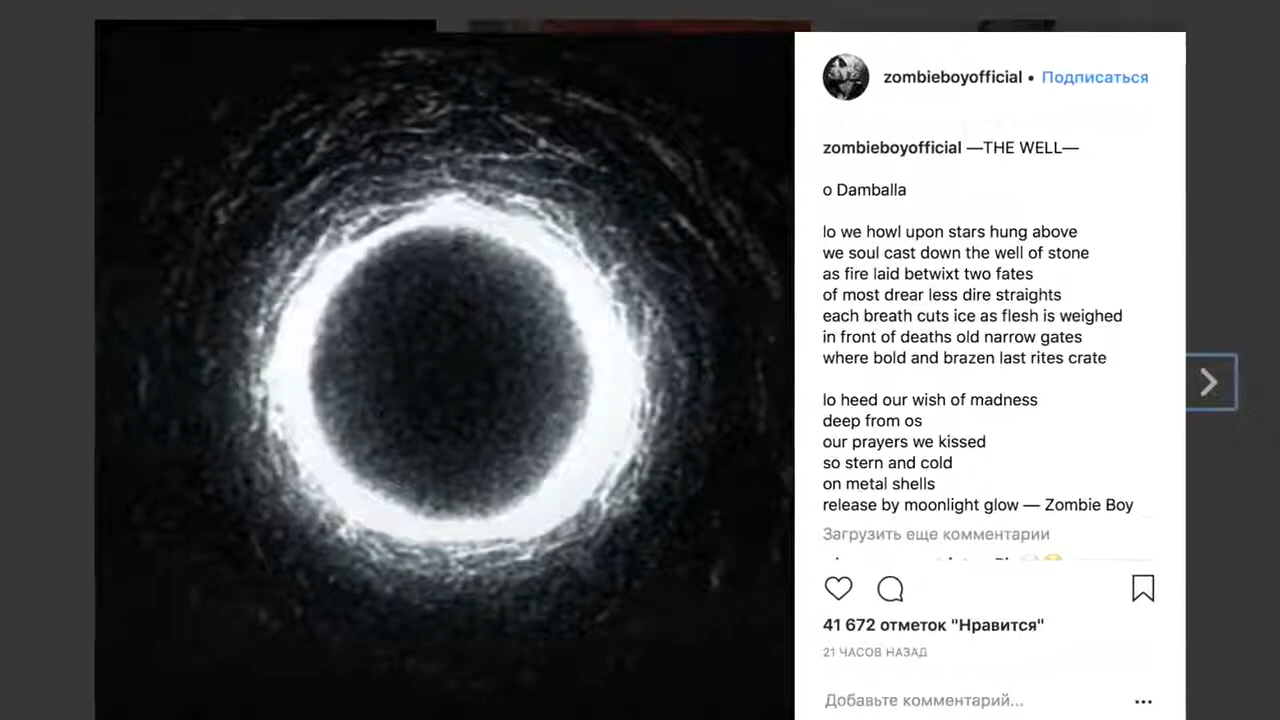 zombieboyofficial • Подписаться
zombieboyofficial —THE WELL—
o Damballa
lo we howl upon stars hung above
we soul cast down the well of stone
as fire laid betwixt two fates
of most drear less dire straights
each breath cuts ice as flesh is weighed
in front of deaths old narrow gates
where bold and brazen last rites crate
lo heed our wish of madness
deep from os
our prayers we kissed
so stern and cold
on metal shells
release by moonlight glow — Zombie Boy
Загрузить еще комментарии
41 672 отметок "Нравится"
21 ЧАСОВ НАЗАД
Добавьте комментарий...